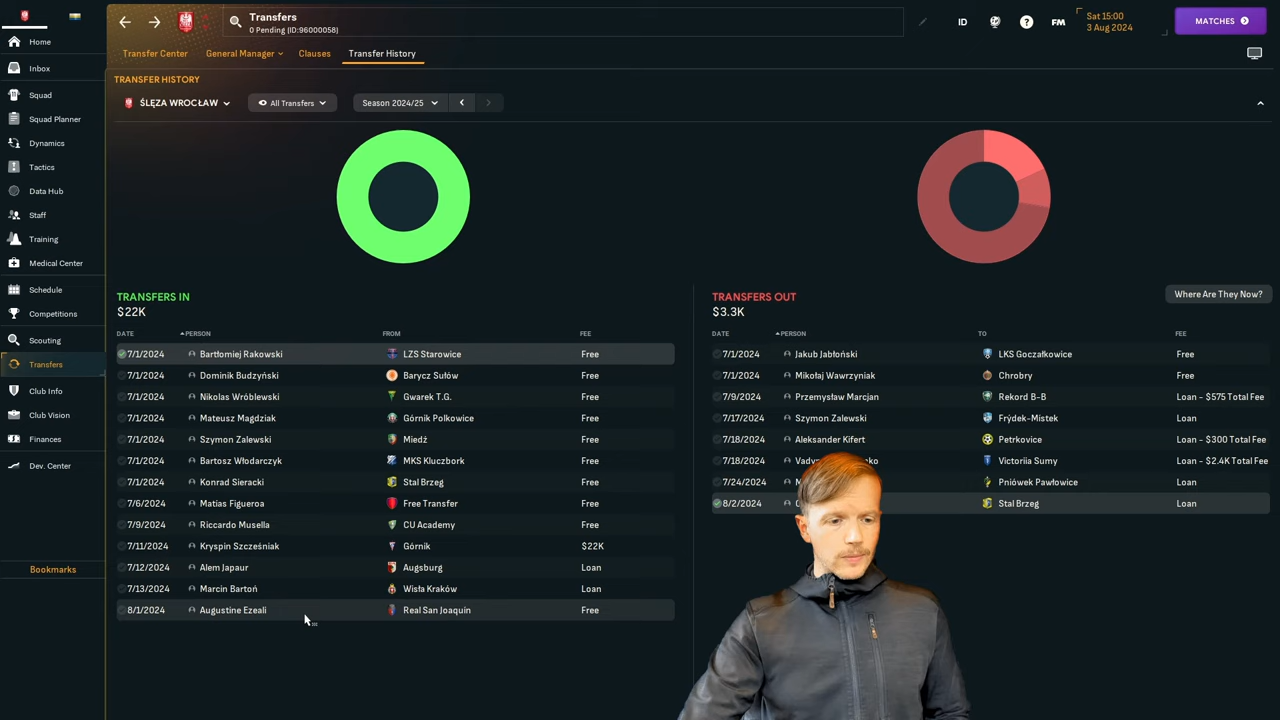 Transfers
0 Pending (ID:96000058)
ID
FM
Sat 15:00
3 Aug 2024
MATCHES
Home
Inbox
Squad
Squad Planner
Dynamics
Tactics
Data Hub
Staff
Training
Medical Center
Schedule
Competitions
Scouting
Transfers
Club Info
Club Vision
Finances
Dev. Center
Bookmarks
Transfer Center
General Manager
Clauses
Transfer History
TRANSFER HISTORY
ŚLĘZA WROCŁAW
All Transfers
Season 2024/25
TRANSFERS IN
$22K
DATE PERSON FROM FEE
7/1/2024 Bartłomiej Rakowski LZS Starowice Free
7/1/2024 Dominik Budzyński Barycz Sułów Free
7/1/2024 Nikolas Wróblewski Gwarek T.G. Free
7/1/2024 Mateusz Magdziak Górnik Polkowice Free
7/1/2024 Szymon Zalewski Miedź Free
7/1/2024 Bartosz Włodarczyk MKS Kluczbork Free
7/1/2024 Konrad Sieracki Stal Brzeg Free
7/6/2024 Matias Figueroa Free Transfer Free
7/9/2024 Riccardo Musella CU Academy Free
7/11/2024 Kryspin Szcześniak Górnik $22K
7/12/2024 Alem Japaur Augsburg Loan
7/13/2024 Marcin Bartoń Wisła Kraków Loan
8/1/2024 Augustine Ezeali Real San Joaquin Free
TRANSFERS OUT
$3.3K
Where Are They Now?
DATE PERSON TO FEE
7/1/2024 Jakub Jabłoński LKS Goczałkowice Free
7/1/2024 Mikołaj Wawrzyniak Chrobry Free
7/9/2024 Przemysław Marcjan Rekord B-B Loan - $575 Total Fee
7/17/2024 Szymon Zalewski Frýdek-Místek Loan
7/18/2024 Aleksander Kifert Petrkovice Loan - $300 Total Fee
7/18/2024 Victoriia Sumy Loan - $2.4K Total Fee
7/24/2024 Pniówek Pawłowice Loan
8/2/2024 Stal Brzeg Loan